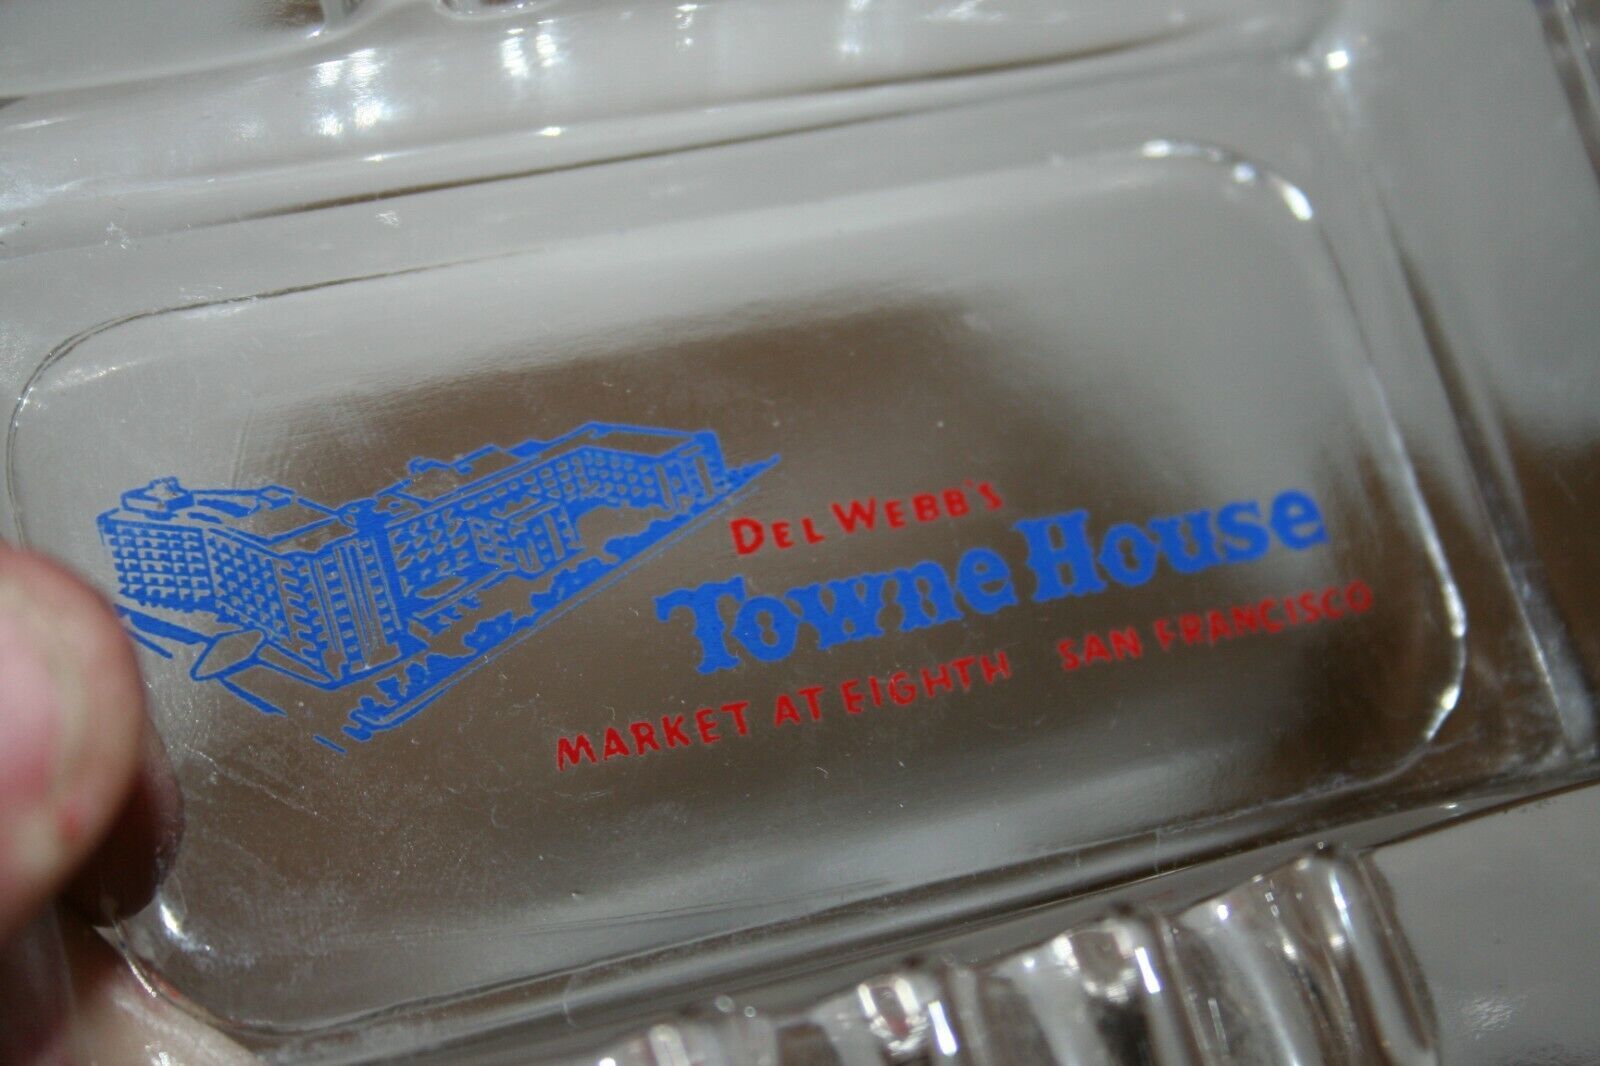 DEL WEBB'S
Towne House
MARKET AT EIGHTH SAN FRANCISCO